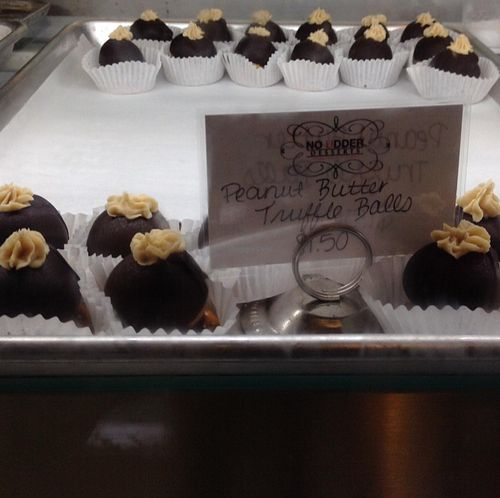 NO UDDER
DESSERTS
Peanut Butter
Truffle Balls
$1.50